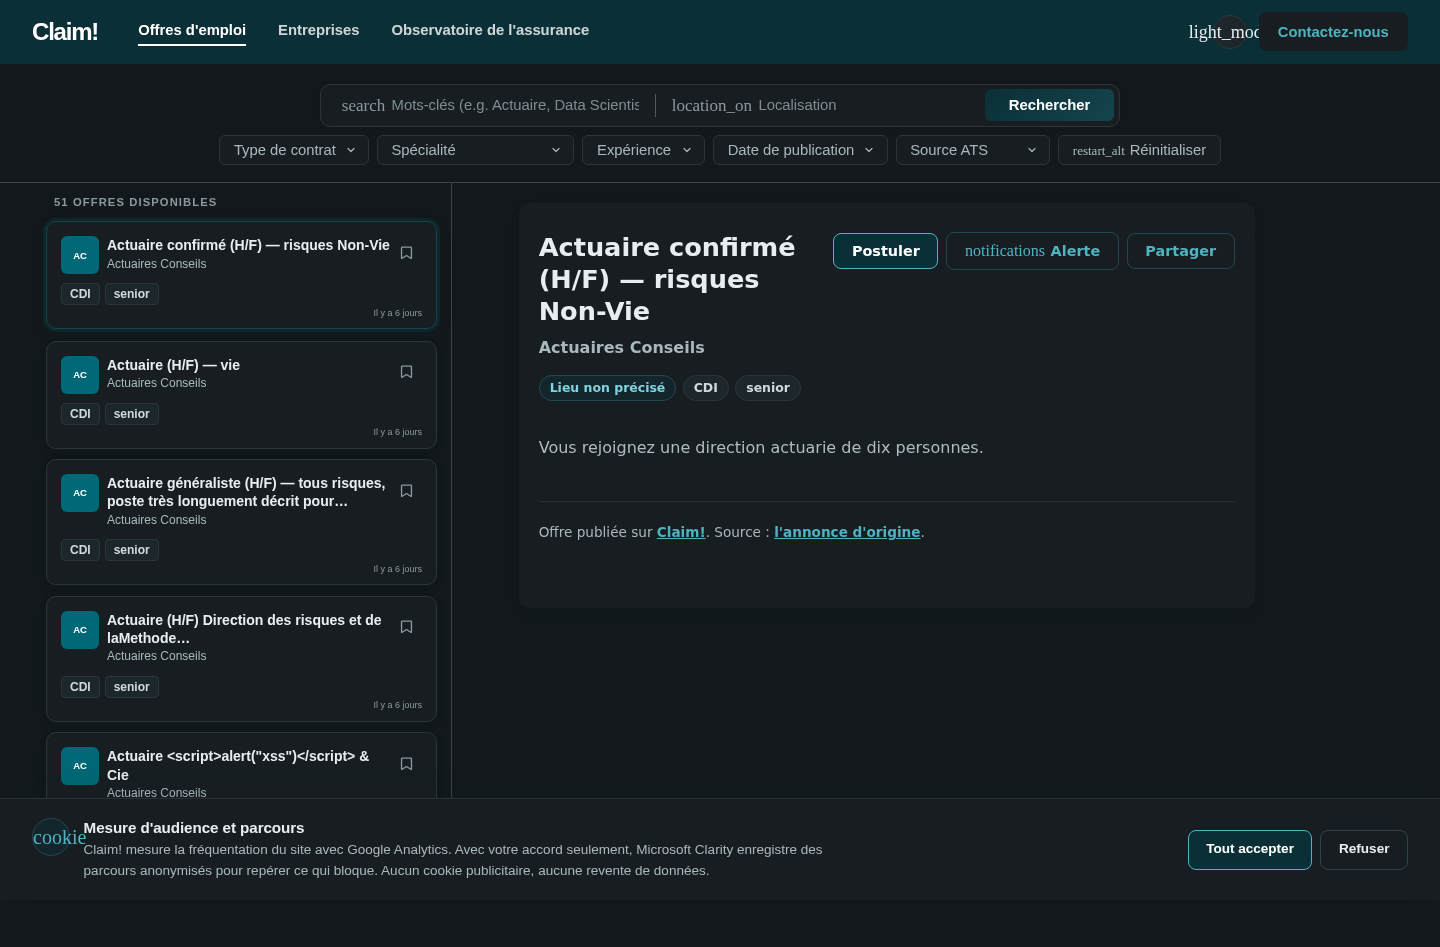 Claim!
Offres d'emploi
Entreprises
Observatoire de l'assurance
light_moc
Contactez-nous
search Mots-clés (e.g. Actuaire, Data Scientis
location_on Localisation
Rechercher
Type de contrat
Spécialité
Expérience
Date de publication
Source ATS
restart_alt Réinitialiser
51 OFFRES DISPONIBLES
AC
Actuaire confirmé (H/F) — risques Non-Vie
Actuaires Conseils
CDI
senior
Il y a 6 jours
AC
Actuaire (H/F) — vie
Actuaires Conseils
CDI
senior
Il y a 6 jours
AC
Actuaire généraliste (H/F) — tous risques,
poste très longuement décrit pour…
Actuaires Conseils
CDI
senior
Il y a 6 jours
AC
Actuaire (H/F) Direction des risques et de
laMethode…
Actuaires Conseils
CDI
senior
Il y a 6 jours
AC
Actuaire <script>alert("xss")</script> &
Cie
Actuaires Conseils
Actuaire confirmé
(H/F) — risques
Non-Vie
Postuler
notifications Alerte
Partager
Actuaires Conseils
Lieu non précisé
CDI
senior
Vous rejoignez une direction actuarie de dix personnes.
Offre publiée sur Claim!. Source : l'annonce d'origine.
cookie
Mesure d'audience et parcours
Claim! mesure la fréquentation du site avec Google Analytics. Avec votre accord seulement, Microsoft Clarity enregistre des
parcours anonymisés pour repérer ce qui bloque. Aucun cookie publicitaire, aucune revente de données.
Tout accepter
Refuser